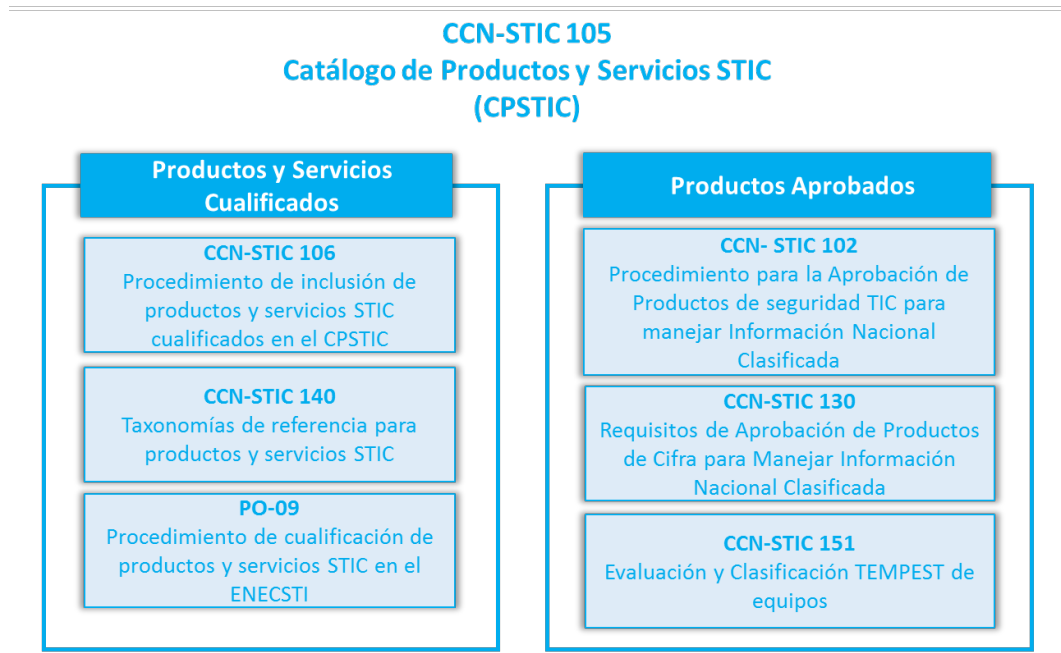 CCN-STIC 105
Catálogo de Productos y Servicios STIC
(CPSTIC)
Productos y Servicios
Cualificados
CCN-STIC 106
Procedimiento de inclusión de
productos y servicios STIC
cualificados en el CPSTIC
CCN-STIC 140
Taxonomías de referencia para
productos y servicios STIC
PO-09
Procedimiento de cualificación de
productos y servicios STIC en el
ENECSTI
Productos Aprobados
CCN- STIC 102
Procedimiento para la Aprobación de
Productos de seguridad TIC para
manejar Información Nacional
Clasificada
CCN-STIC 130
Requisitos de Aprobación de Productos
de Cifra para Manejar Información
Nacional Clasificada
CCN-STIC 151
Evaluación y Clasificación TEMPEST de
equipos